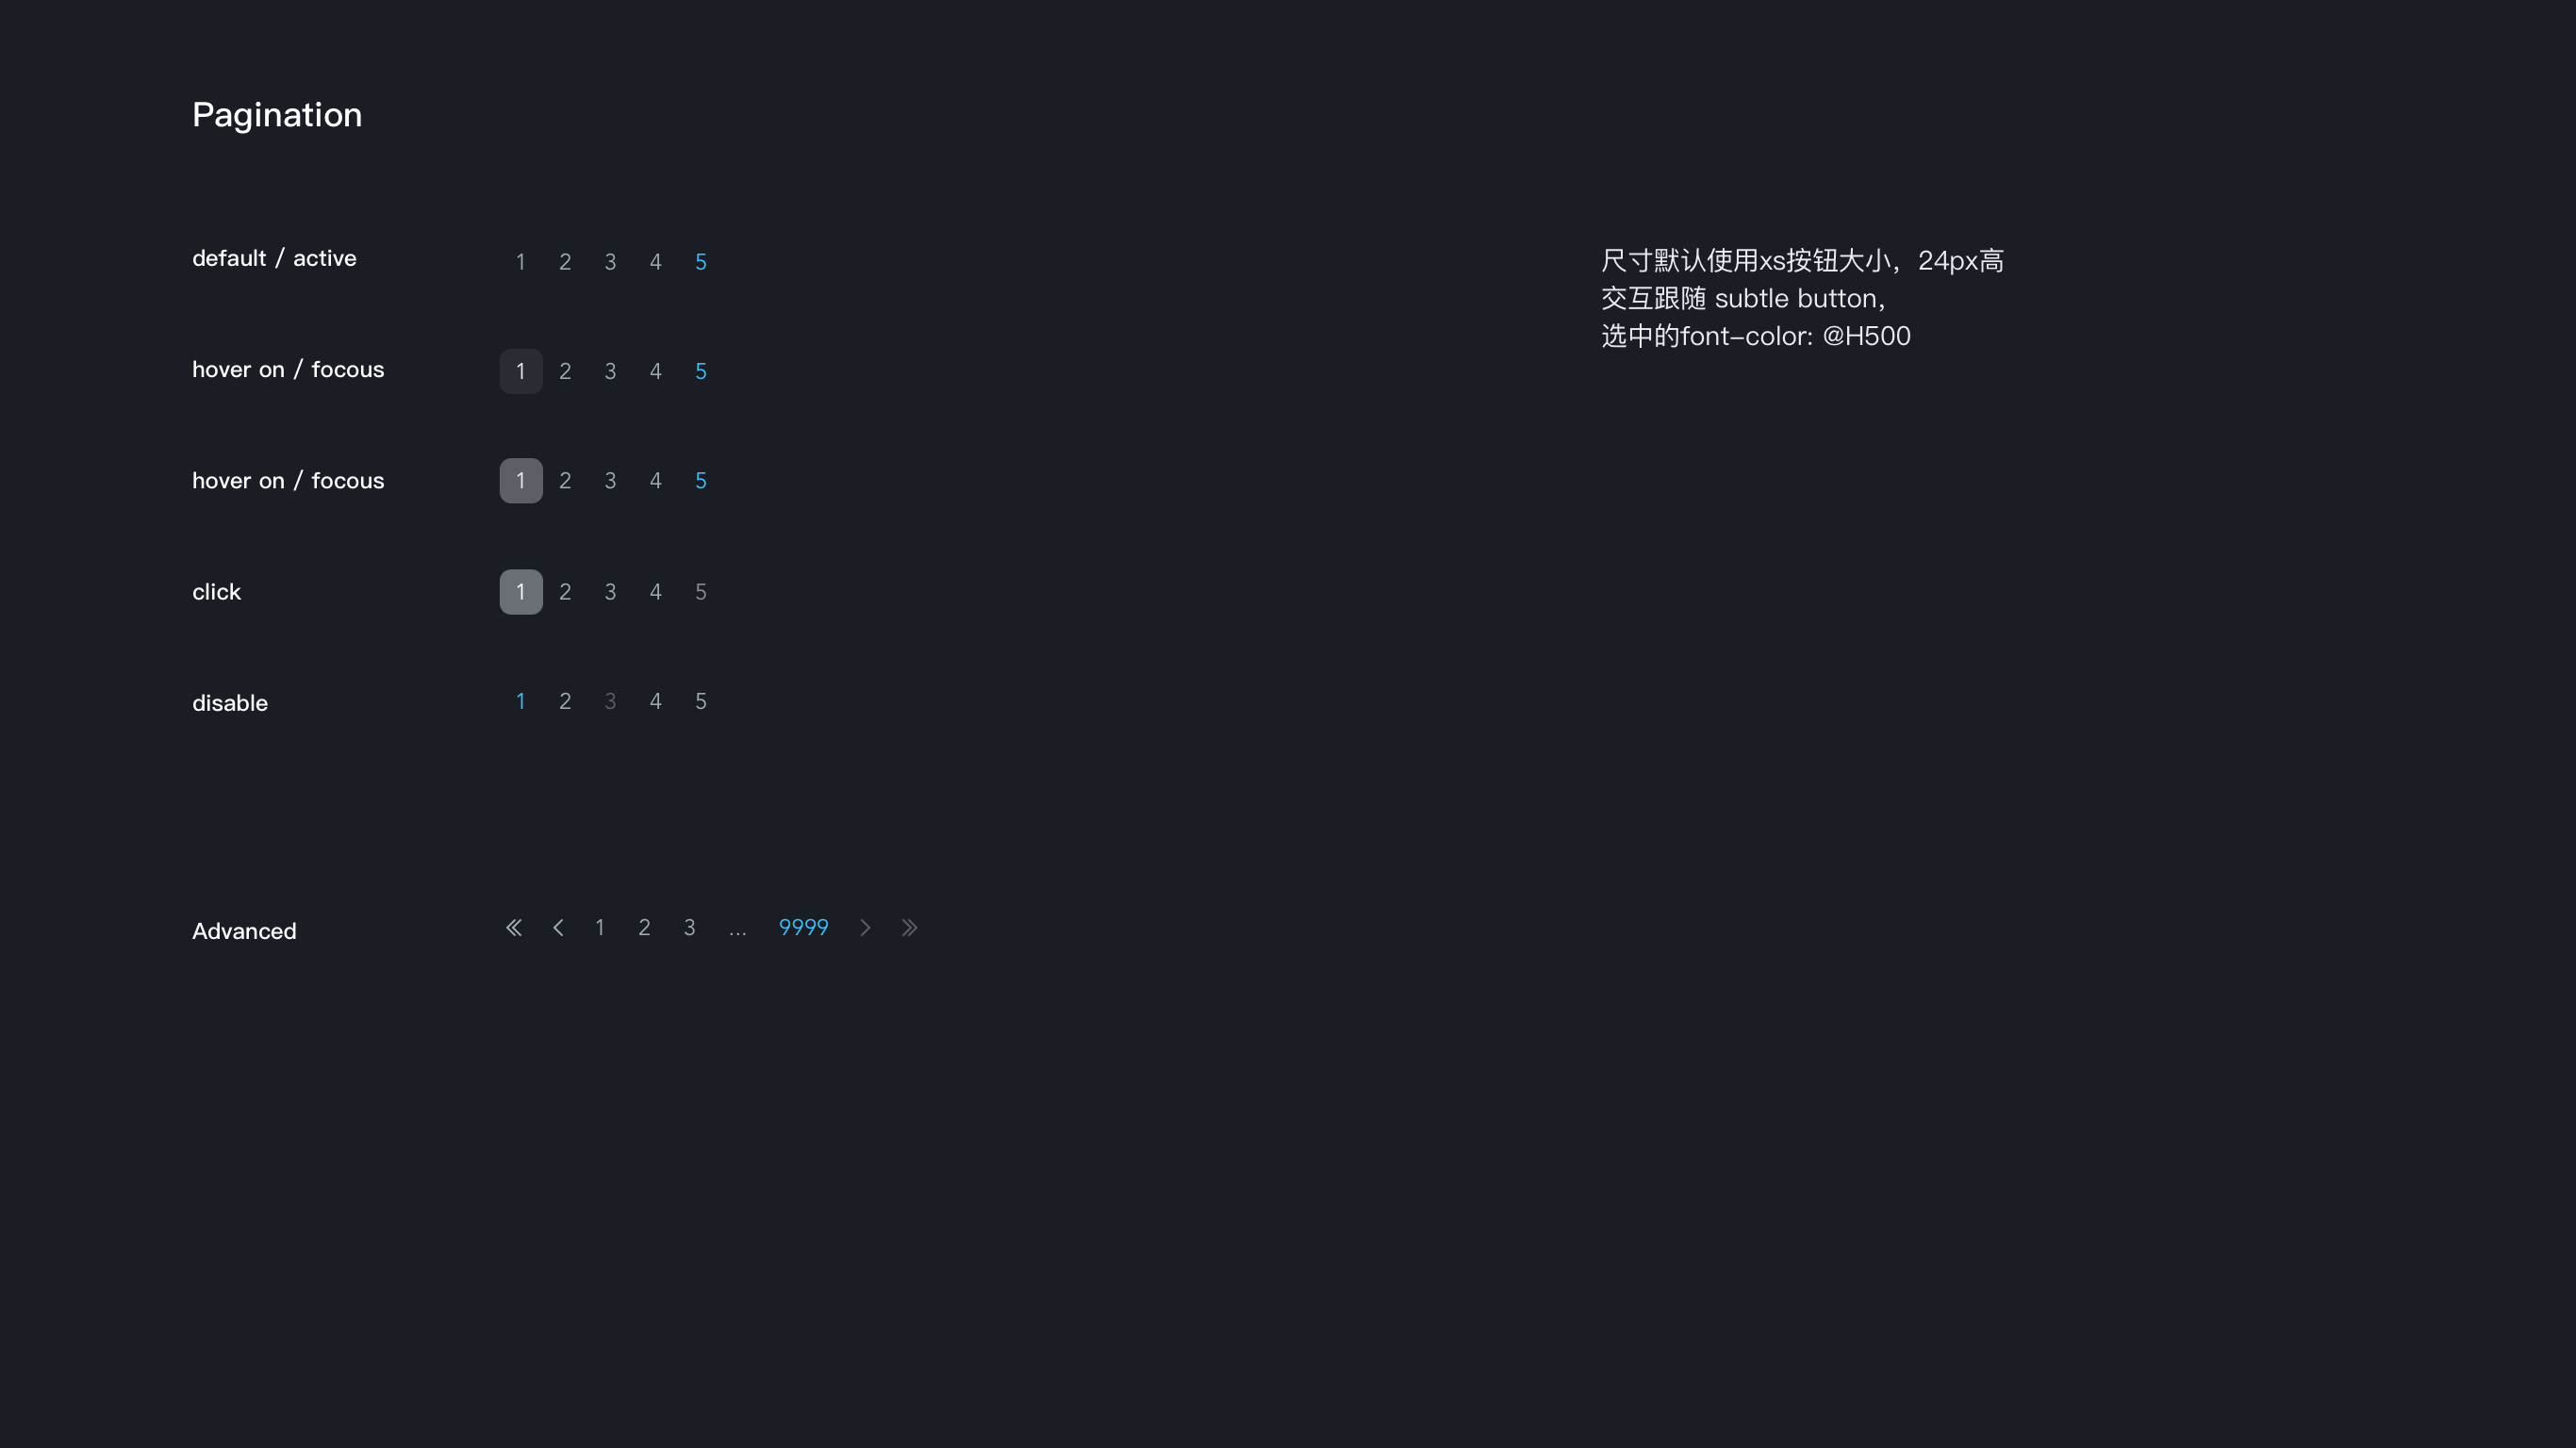 Pagination
default / active
1 2 3 4 5
尺寸默认使用xs按钮大小，24px高
交互跟随 subtle button，
选中的font-color: @H500
hover on / focous
1 2 3 4 5
hover on / focous
1 2 3 4 5
click
1 2 3 4 5
disable
1 2 3 4 5
Advanced
1 2 3 ... 9999